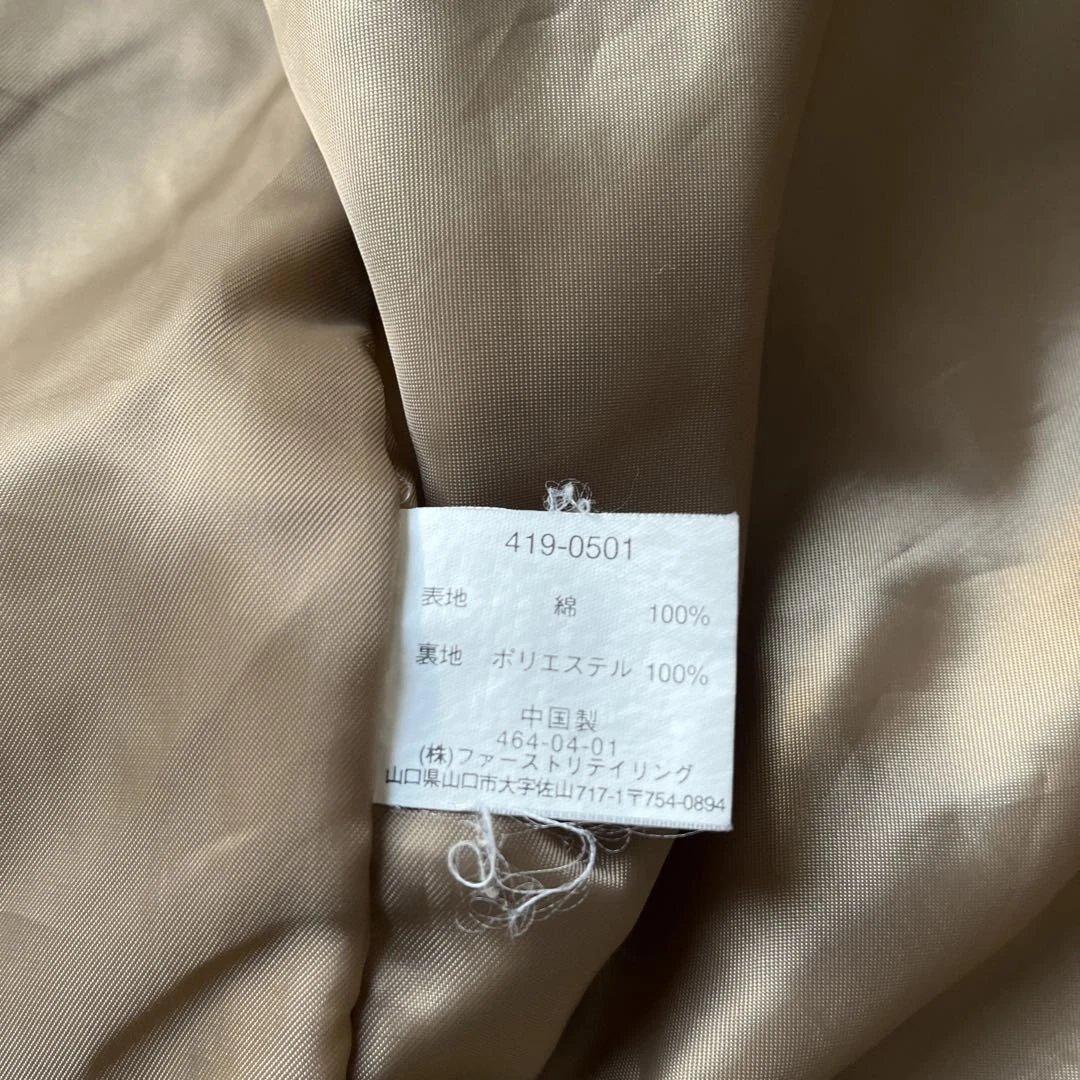 419-0501
表地 綿 100%
裏地 ポリエステル 100%
中国製
464-04-01
(株)ファーストリテイリング
山口県山口市大字佐山717-1〒754-0894